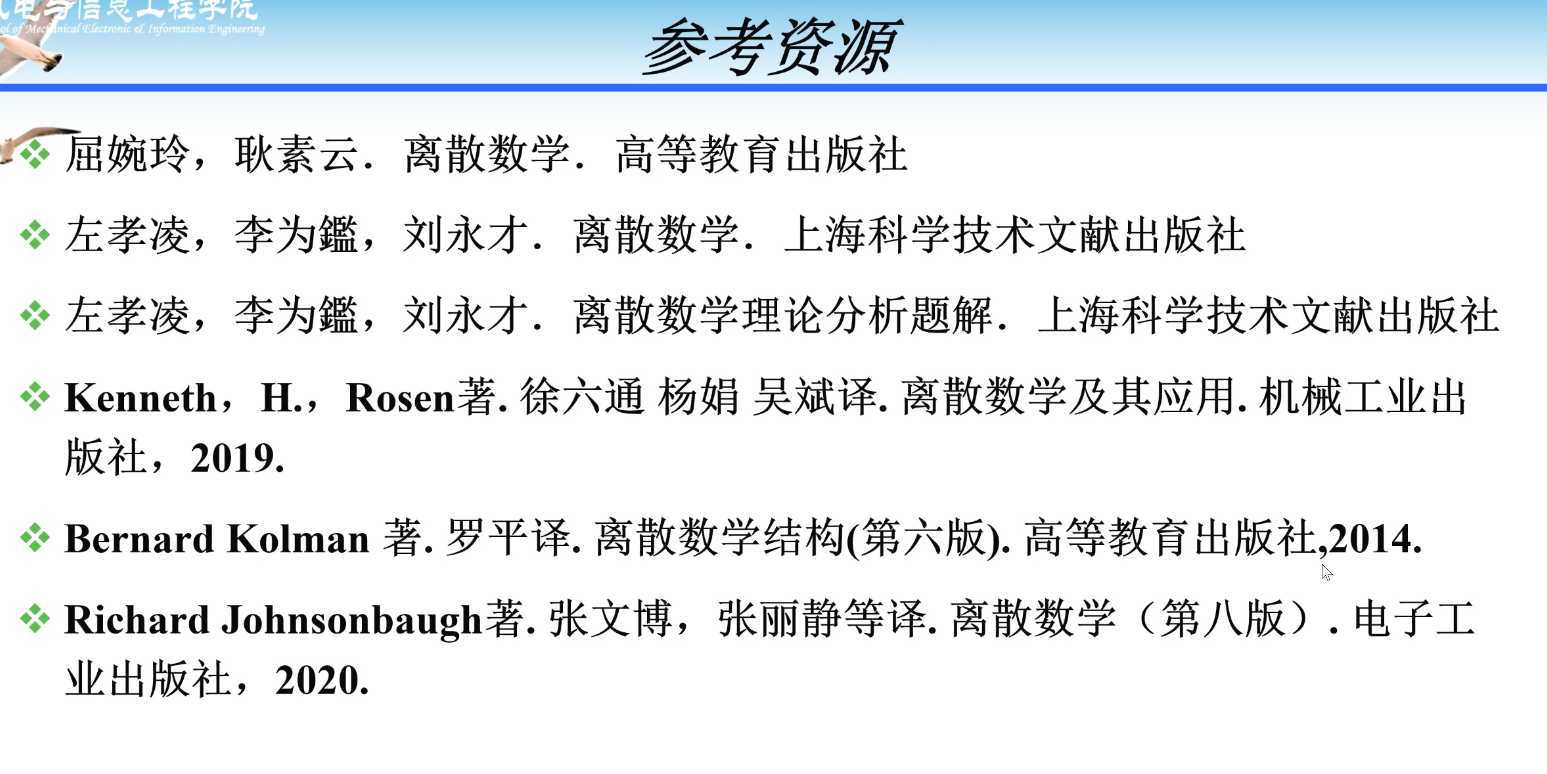 电与信息工程学院
ol of Mechanical Electronic & Information Engineering
参考资源
屈婉玲，耿素云．离散数学．高等教育出版社
左孝凌，李为鑑，刘永才．离散数学．上海科学技术文献出版社
左孝凌，李为鑑，刘永才．离散数学理论分析题解．上海科学技术文献出版社
Kenneth，H.，Rosen著. 徐六通 杨娟 吴斌译. 离散数学及其应用. 机械工业出
版社，2019.
Bernard Kolman 著. 罗平译. 离散数学结构(第六版). 高等教育出版社,2014.
Richard Johnsonbaugh著. 张文博，张丽静等译. 离散数学（第八版）. 电子工
业出版社，2020.